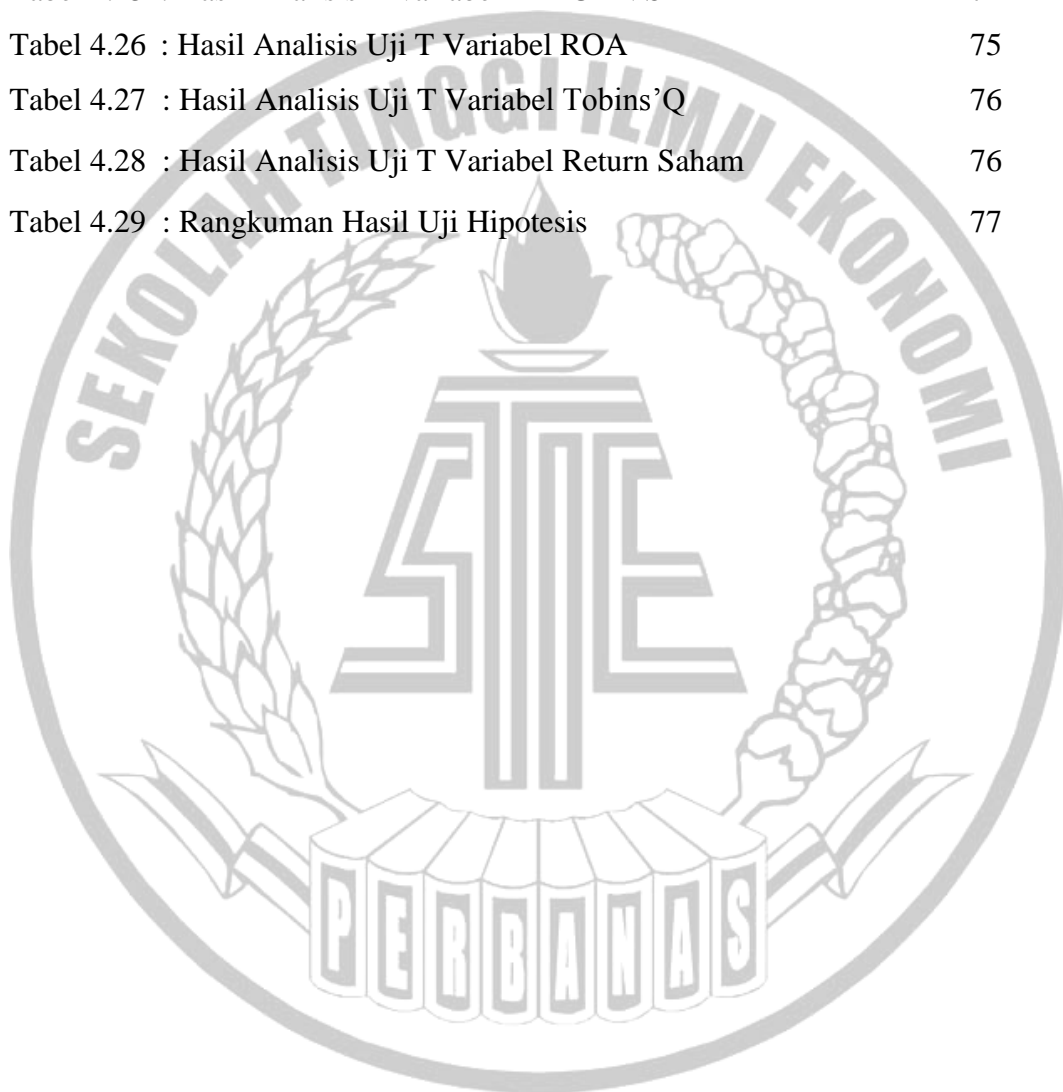 Tabel 4.26 : Hasil Analisis Uji T Variabel ROA 75
Tabel 4.27 : Hasil Analisis Uji T Variabel Tobins’Q 76
Tabel 4.28 : Hasil Analisis Uji T Variabel Return Saham 76
Tabel 4.29 : Rangkuman Hasil Uji Hipotesis 77
SEKOLAH TINGGI ILMU EKONOMI
STIE
PERBANAS